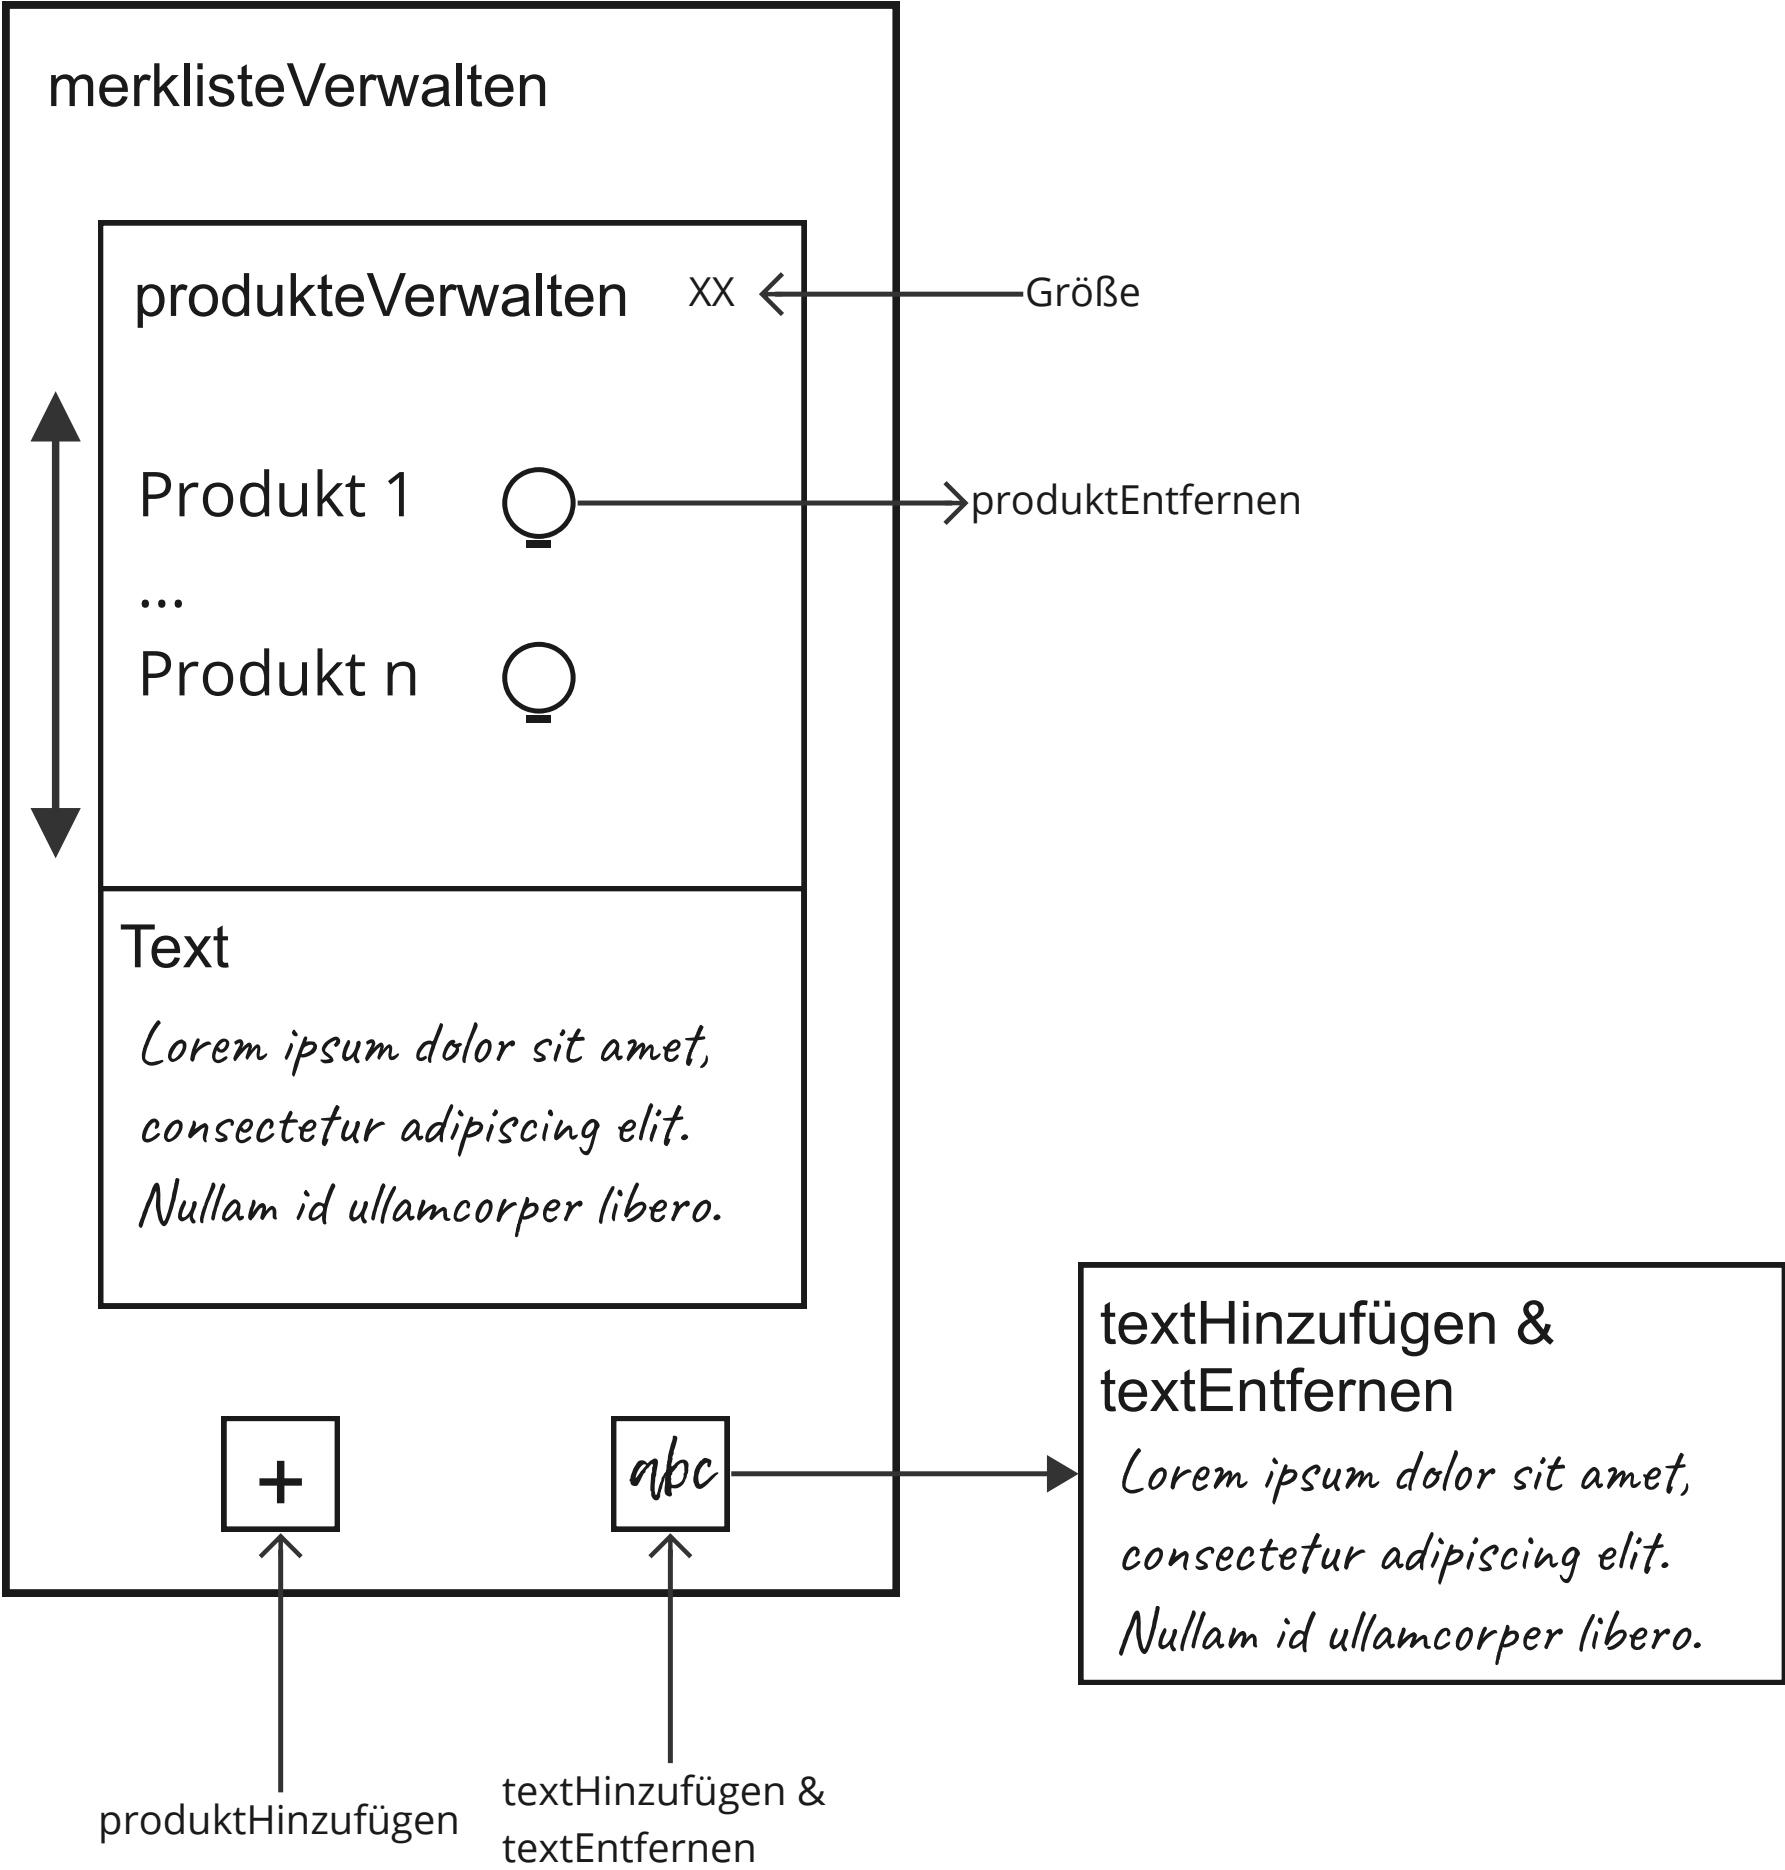 merklisteVerwalten
produkteVerwalten XX Größe
Produkt 1 produktEntfernen
...
Produkt n
Text
Lorem ipsum dolor sit amet,
consectetur adipiscing elit.
Nullam id ullamcorper libero.
+ abc
textHinzufügen &
textEntfernen
Lorem ipsum dolor sit amet,
consectetur adipiscing elit.
Nullam id ullamcorper libero.
produktHinzufügen
textHinzufügen &
textEntfernen